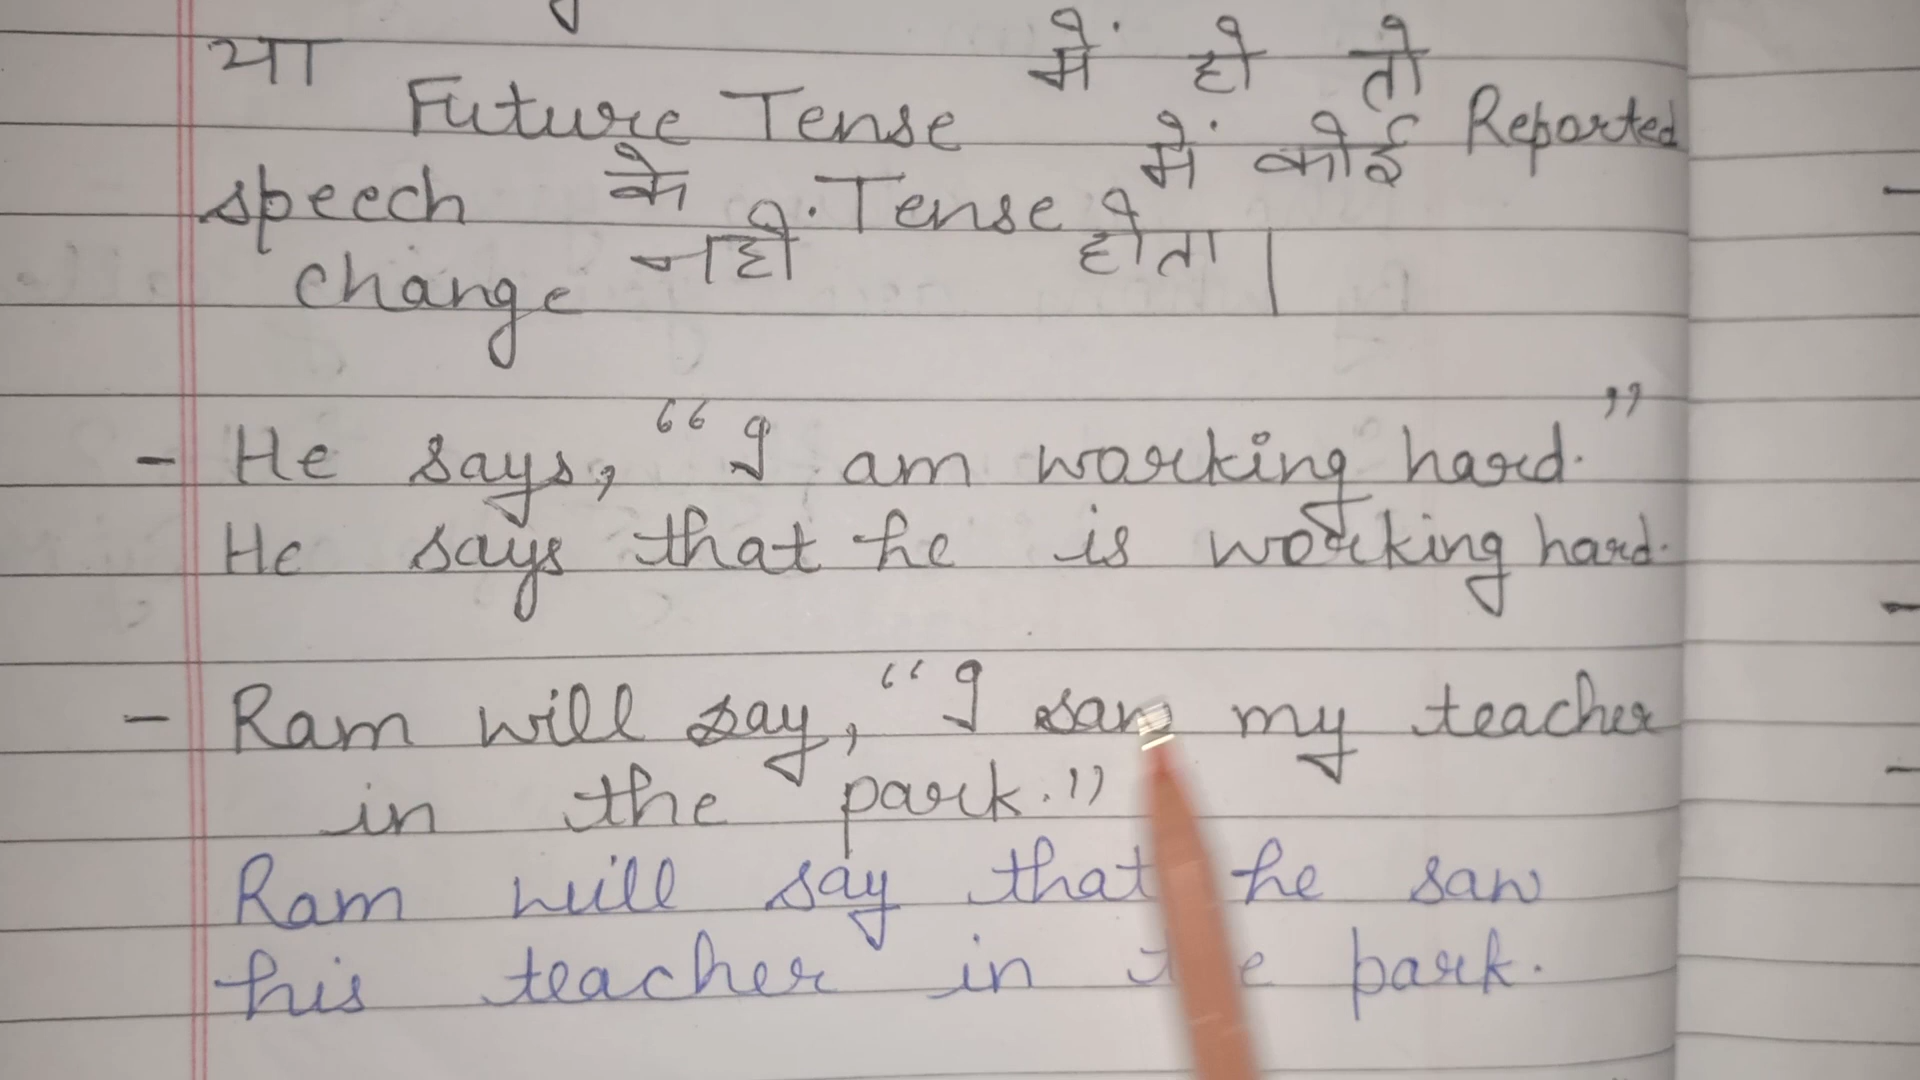 या Future Tense में हो तो Reported
speech के Tense में कोई
change नहीं होता |
- He says, “I am working hard.”
He says that he is working hard.
- Ram will say, “I saw my teacher
in the park.”
Ram will say that he saw
his teacher in the park.